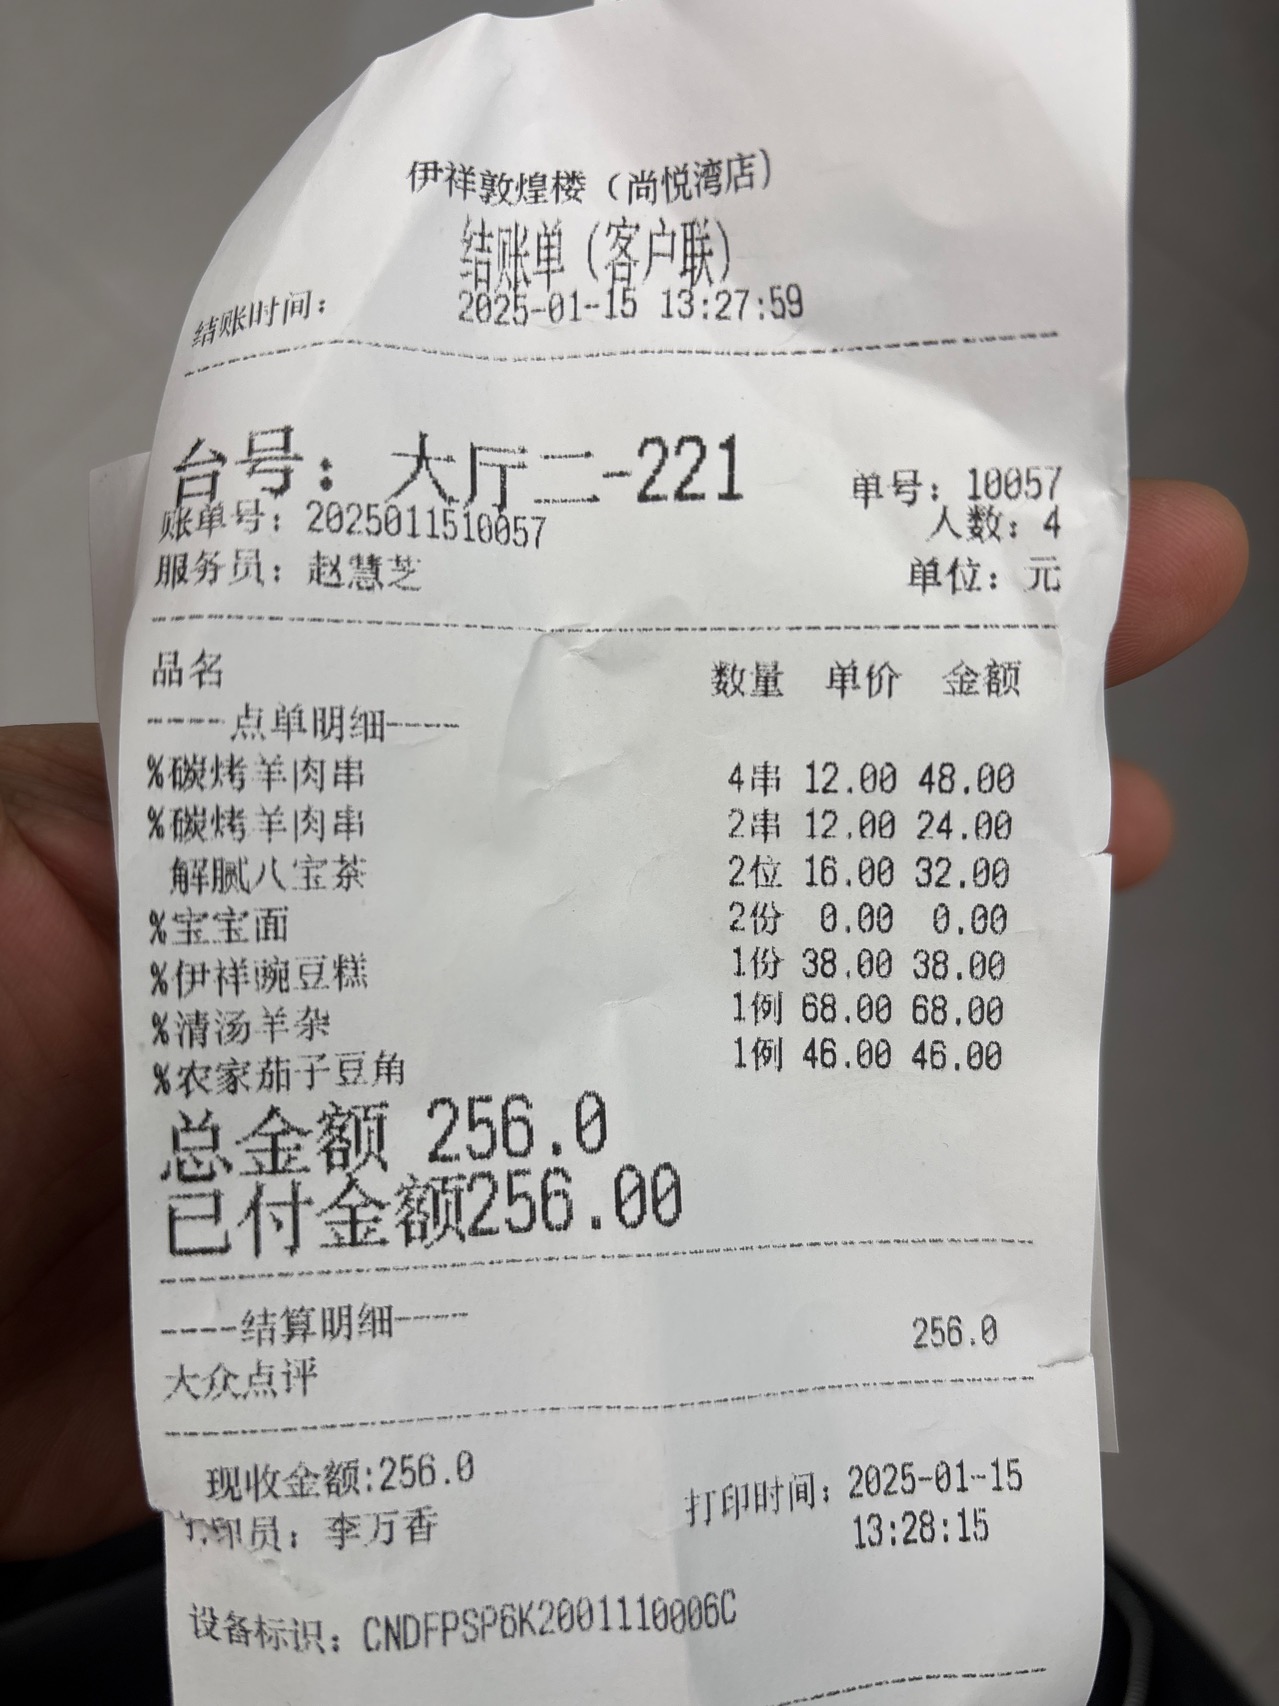 伊祥敦煌楼（尚悦湾店）
结账单（客户联）
结账时间： 2025-01-15 13:27:59
台号： 大厅二-221 单号：10057
账单号：2025011510057 人数：4
服务员：赵慧芝 单位：元
品名 数量 单价 金额
----点单明细----
%碳烤羊肉串 4串 12.00 48.00
%碳烤羊肉串 2串 12.00 24.00
解腻八宝茶 2位 16.00 32.00
%宝宝面 2份 0.00 0.00
%伊祥豌豆糕 1份 38.00 38.00
%清汤羊杂 1例 68.00 68.00
%农家茄子豆角 1例 46.00 46.00
总金额 256.0
已付金额256.00
----结算明细----
大众点评 256.0
现收金额:256.0
打印员：李万香 打印时间：2025-01-15
13:28:15
设备标识：CNDFPSP6K2001110006C